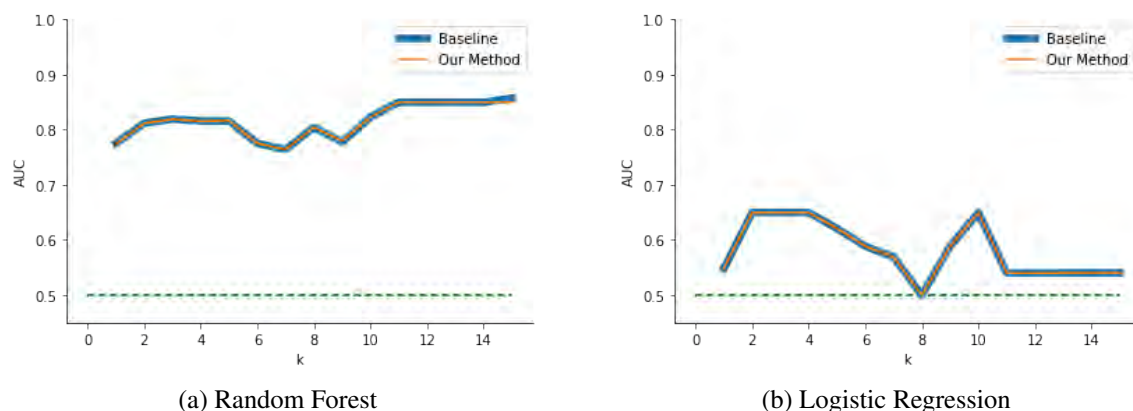 1.0
0.9
0.8
0.7
0.6
0.5
AUC
0 2 4 6 8 10 12 14
k
Baseline
Our Method
(a) Random Forest
1.0
0.9
0.8
0.7
0.6
0.5
AUC
0 2 4 6 8 10 12 14
k
Baseline
Our Method
(b) Logistic Regression